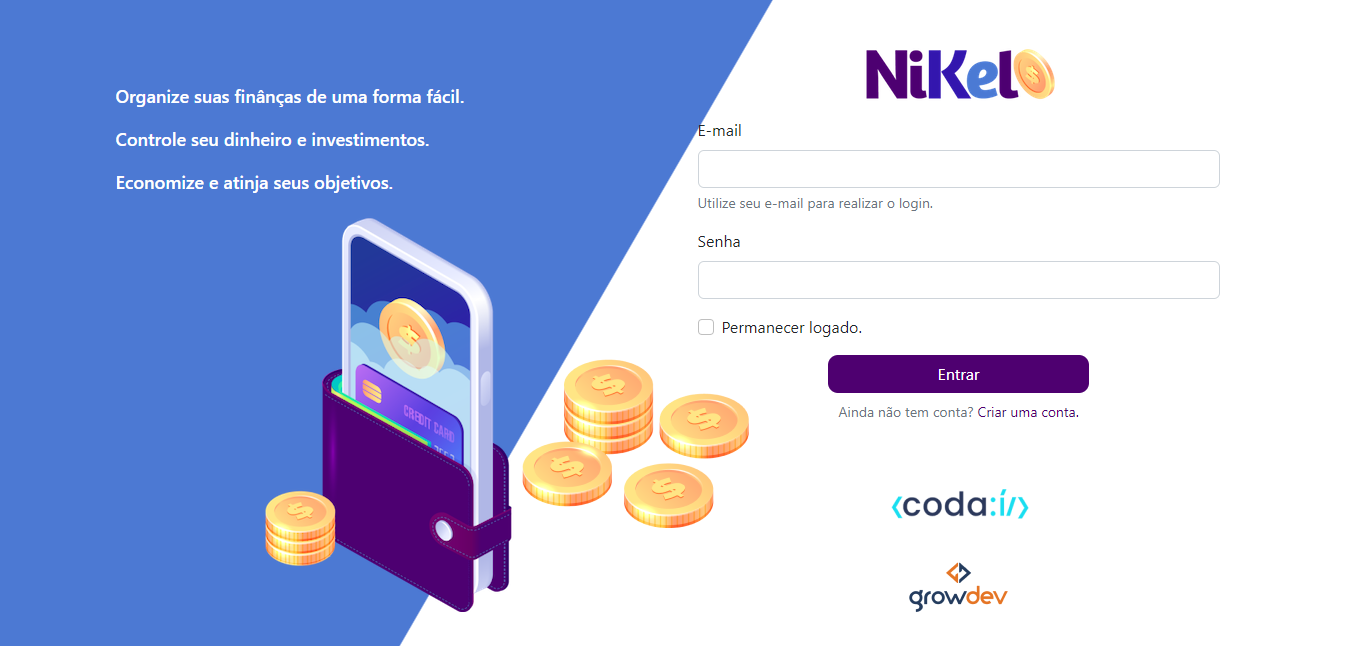 Organize suas finânças de uma forma fácil.
Controle seu dinheiro e investimentos.
Economize e atinja seus objetivos.
CREDIT CARD
NiKel
E-mail
Utilize seu e-mail para realizar o login.
Senha
Permanecer logado.
Entrar
Ainda não tem conta? Criar uma conta.
<coda:í/>
growdev